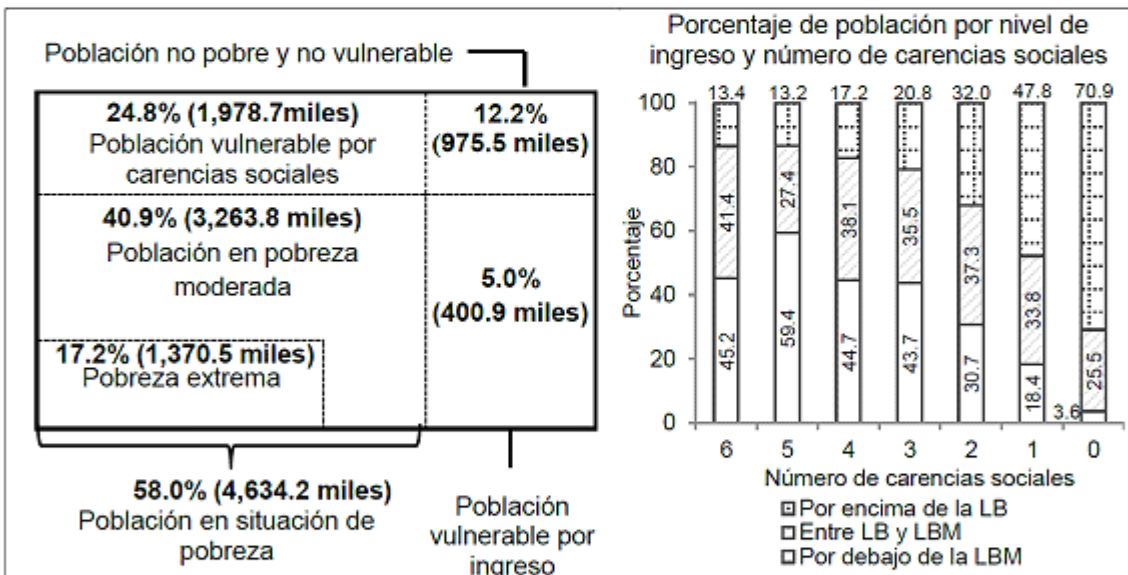 Población no pobre y no vulnerable
24.8% (1,978.7miles)
Población vulnerable por
carencias sociales
12.2%
(975.5 miles)
40.9% (3,263.8 miles)
Población en pobreza
moderada
5.0%
(400.9 miles)
17.2% (1,370.5 miles)
Pobreza extrema
58.0% (4,634.2 miles)
Población en situación de
pobreza
Población
vulnerable por
ingreso
Porcentaje de población por nivel de
ingreso y número de carencias sociales
13.4 13.2 17.2 20.8 32.0 47.8 70.9
100
80
60
40
20
0
Porcentaje
41.4 27.4 38.1 35.5 37.3 33.8 25.5
45.2 59.4 44.7 43.7 30.7 18.4 3.6
6 5 4 3 2 1 0
Número de carencias sociales
Por encima de la LB
Entre LB y LBM
Por debajo de la LBM